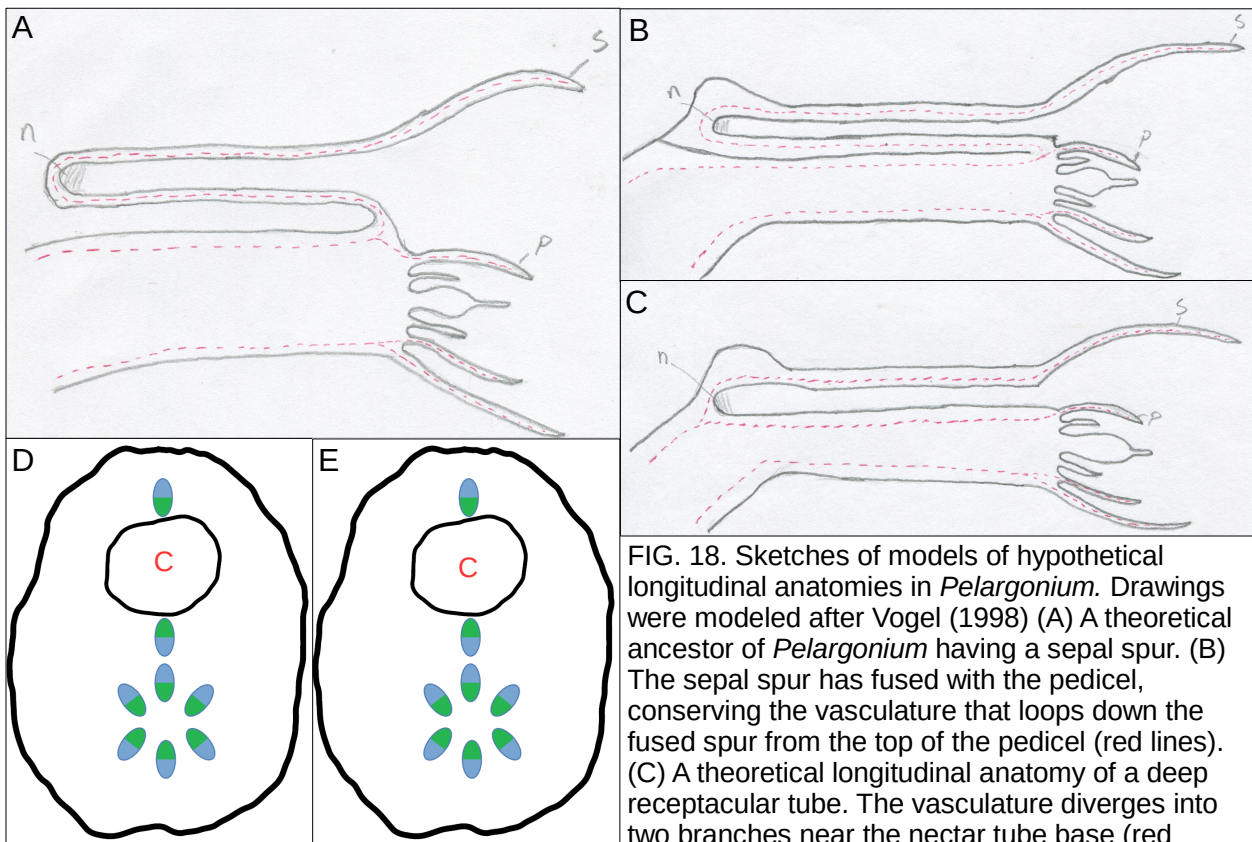 A
S
n
P
B
S
n
P
C
S
n
P
D
C
E
C
FIG. 18. Sketches of models of hypothetical
longitudinal anatomies in Pelargonium. Drawings
were modeled after Vogel (1998) (A) A theoretical
ancestor of Pelargonium having a sepal spur. (B)
The sepal spur has fused with the pedicel,
conserving the vasculature that loops down the
fused spur from the top of the pedicel (red lines).
(C) A theoretical longitudinal anatomy of a deep
receptacular tube. The vasculature diverges into
two branches near the nectar tube base (red